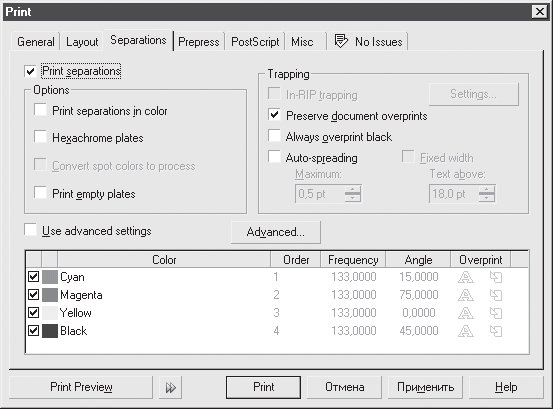 Print
General Layout Separations Prepress PostScript Misc No Issues
Print separations
Options
Print separations in color
Hexachrome plates
Convert spot colors to process
Print empty plates
Trapping
In-RIP trapping Settings...
Preserve document overprints
Always overprint black
Auto-spreading Fixed width
Maximum: Text above:
0,5 pt 18,0 pt
Use advanced settings Advanced...
Color Order Frequency Angle Overprint
Cyan 1 133,0000 15,0000
Magenta 2 133,0000 75,0000
Yellow 3 133,0000 0,0000
Black 4 133,0000 45,0000
Print Preview Print Отмена Применить Help